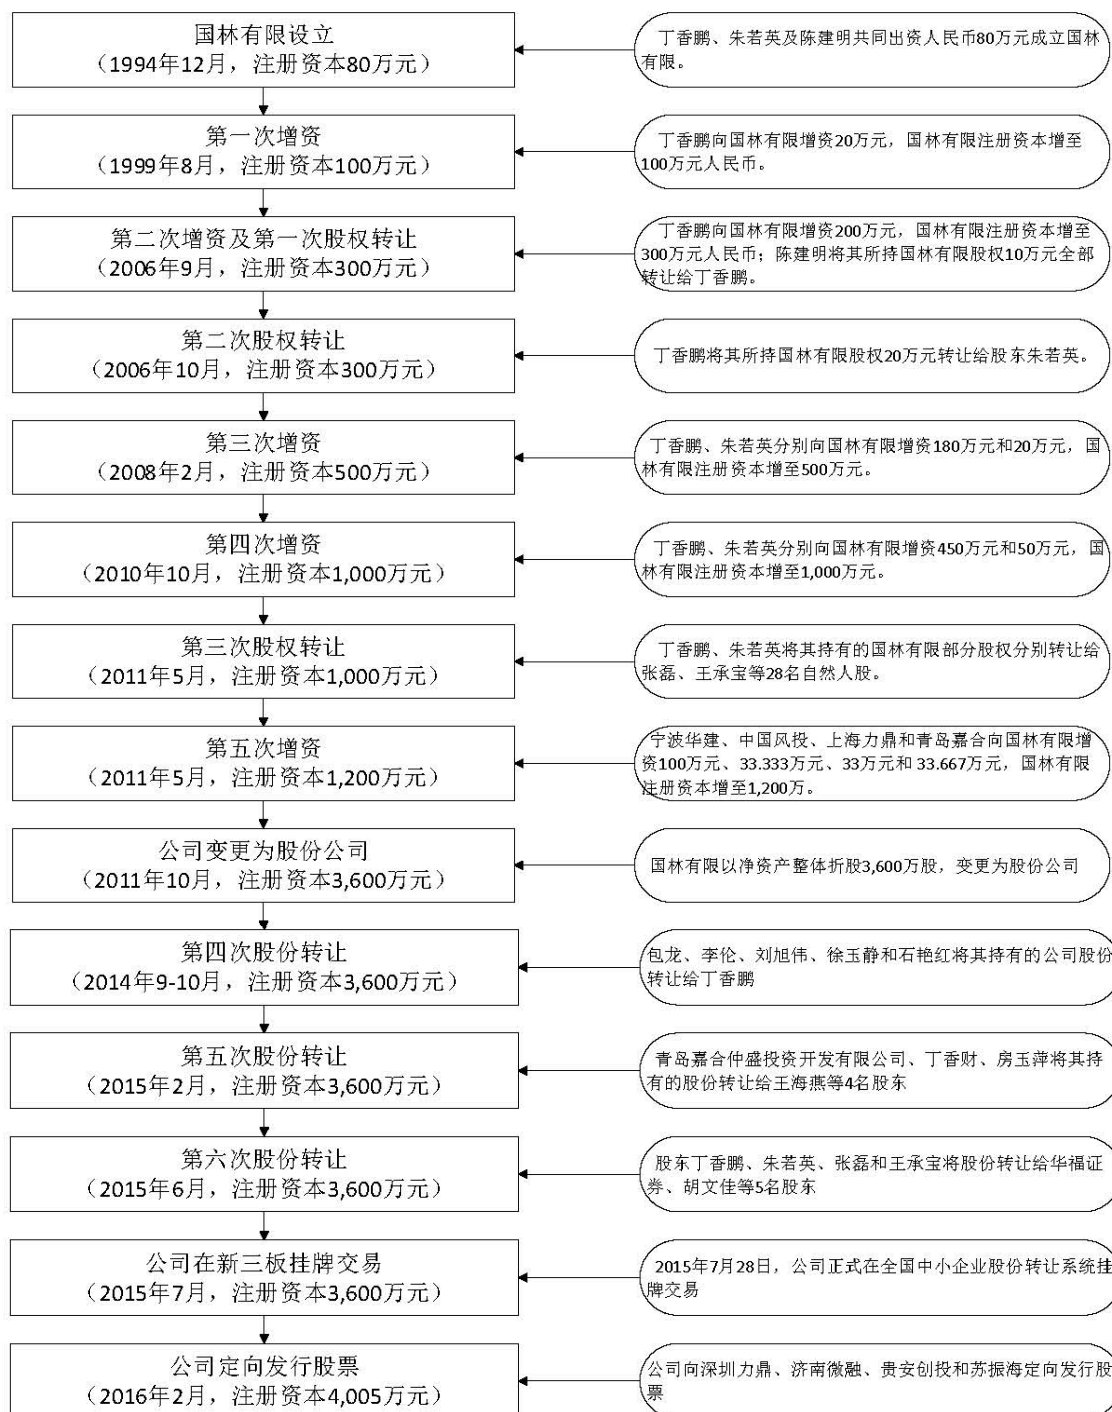 国林有限设立
（1994年12月，注册资本80万元）
丁香鹏、朱若英及陈建明共同出资人民币80万元成立国林
有限。
第一次增资
（1999年8月，注册资本100万元）
丁香鹏向国林有限增资20万元，国林有限注册资本增至
100万元人民币。
第二次增资及第一次股权转让
（2006年9月，注册资本300万元）
丁香鹏向国林有限增资200万元，国林有限注册资本增至
300万元人民币；陈建明将其所持国林有限股权10万元全部
转让给丁香鹏。
第二次股权转让
（2006年10月，注册资本300万元）
丁香鹏将其所持国林有限股权20万元转让给股东朱若英。
第三次增资
（2008年2月，注册资本500万元）
丁香鹏、朱若英分别向国林有限增资180万元和20万元，国
林有限注册资本增至500万元。
第四次增资
（2010年10月，注册资本1,000万元）
丁香鹏、朱若英分别向国林有限增资450万元和50万元，国
林有限注册资本增至1,000万元。
第三次股权转让
（2011年5月，注册资本1,000万元）
丁香鹏、朱若英将其持有的国林有限部分股权分别转让给
张磊、王承宝等28名自然人股。
第五次增资
（2011年5月，注册资本1,200万元）
宁波华建、中国风投、上海力鼎和青岛嘉合向国林有限增
资100万元、33.333万元、33万元和 33.667万元，国林有限
注册资本增至1,200万。
公司变更为股份公司
（2011年10月，注册资本3,600万元）
国林有限以净资产整体折股3,600万股，变更为股份公司
第四次股份转让
（2014年9-10月，注册资本3,600万元）
包龙、李伦、刘旭伟、徐玉静和石艳红将其持有的公司股份
转让给丁香鹏
第五次股份转让
（2015年2月，注册资本3,600万元）
青岛嘉合仲盛投资开发有限公司、丁香财、房玉萍将其持
有的股份转让给王海燕等4名股东
第六次股份转让
（2015年6月，注册资本3,600万元）
股东丁香鹏、朱若英、张磊和王承宝将股份转让给华福证
券、胡文佳等5名股东
公司在新三板挂牌交易
（2015年7月，注册资本3,600万元）
2015年7月28日，公司正式在全国中小企业股份转让系统挂
牌交易
公司定向发行股票
（2016年2月，注册资本4,005万元）
公司向深圳力鼎、济南微融、贵安创投和苏振海定向发行股
票